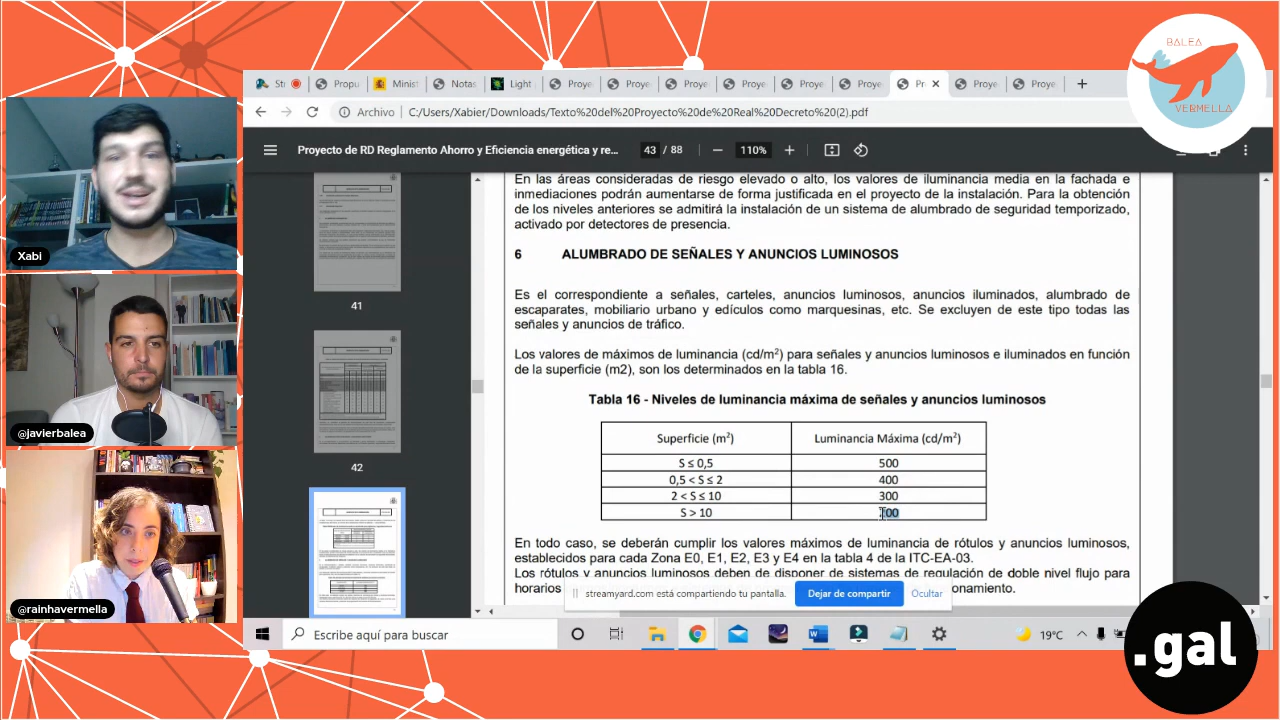 BALEA
VERMELLA
Propu
Minist
Notas
Light
Proye
Proye
Proye
Proye
Proye
Proye
Proye
Proye
Archivo
C:/Users/Xabier/Downloads/Texto%20del%20Proyecto%20de%20Real%20Decreto%20(2).pdf
Proyecto de RD Reglamento Ahorro y Eficiencia energética y re...
43 / 88
110%
Xabi
@javierbalea
@rainhavermella
41
42
En las áreas consideradas de riesgo elevado o alto, los valores de iluminancia media en la fachada e
inmediaciones podrán aumentarse de forma justificada en el proyecto de la instalación. Para la obtención
de los niveles anteriores se admitirá la instalación de un sistema de alumbrado de seguridad temporizado,
activado por detectores de presencia.
6 ALUMBRADO DE SEÑALES Y ANUNCIOS LUMINOSOS
Es el correspondiente a señales, carteles, anuncios luminosos, anuncios iluminados, alumbrado de
escaparates, mobiliario urbano y edículos como marquesinas, etc. Se excluyen de este tipo todas las
señales y anuncios de tráfico.
Los valores de máximos de luminancia (cd/m²) para señales y anuncios luminosos e iluminados en función
de la superficie (m2), son los determinados en la tabla 16.
Tabla 16 - Niveles de luminancia máxima de señales y anuncios luminosos
Superficie (m²) Luminancia Máxima (cd/m²)
S ≤ 0,5 500
0,5 < S ≤ 2 400
2 < S ≤ 10 300
S > 10
En todo caso, se deberán cumplir los valores máximos de luminancia de rótulos y anuncios luminosos,
establecidos para cada Zona E0, E1, E2, E3 y E4 en la tabla 4 de la ITC-EA-03.
Los rótulos y anuncios luminosos deben de disponer de sistemas de regulación de doble nivel flujo para
horarios
streamyard.com está compartiendo tu pantalla.
Dejar de compartir
Ocultar
Escribe aquí para buscar
19°C
.gal